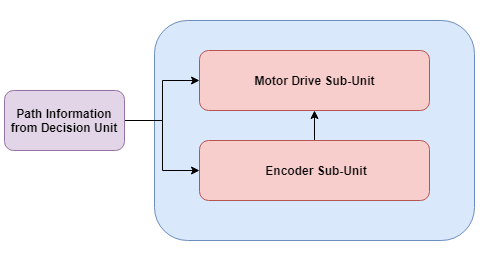 Motor Drive Sub-Unit
Path Information
from Decision Unit
Encoder Sub-Unit